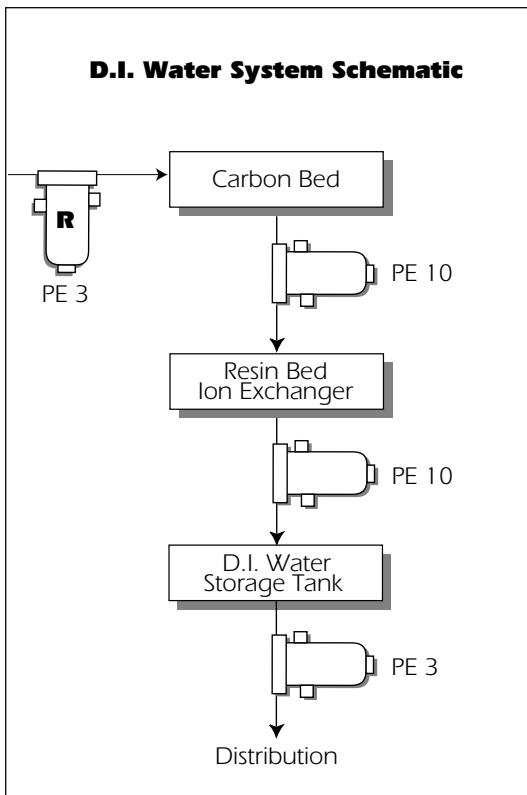 D.I. Water System Schematic
Carbon Bed
R
PE 3
PE 10
Resin Bed
Ion Exchanger
PE 10
D.I. Water
Storage Tank
PE 3
Distribution